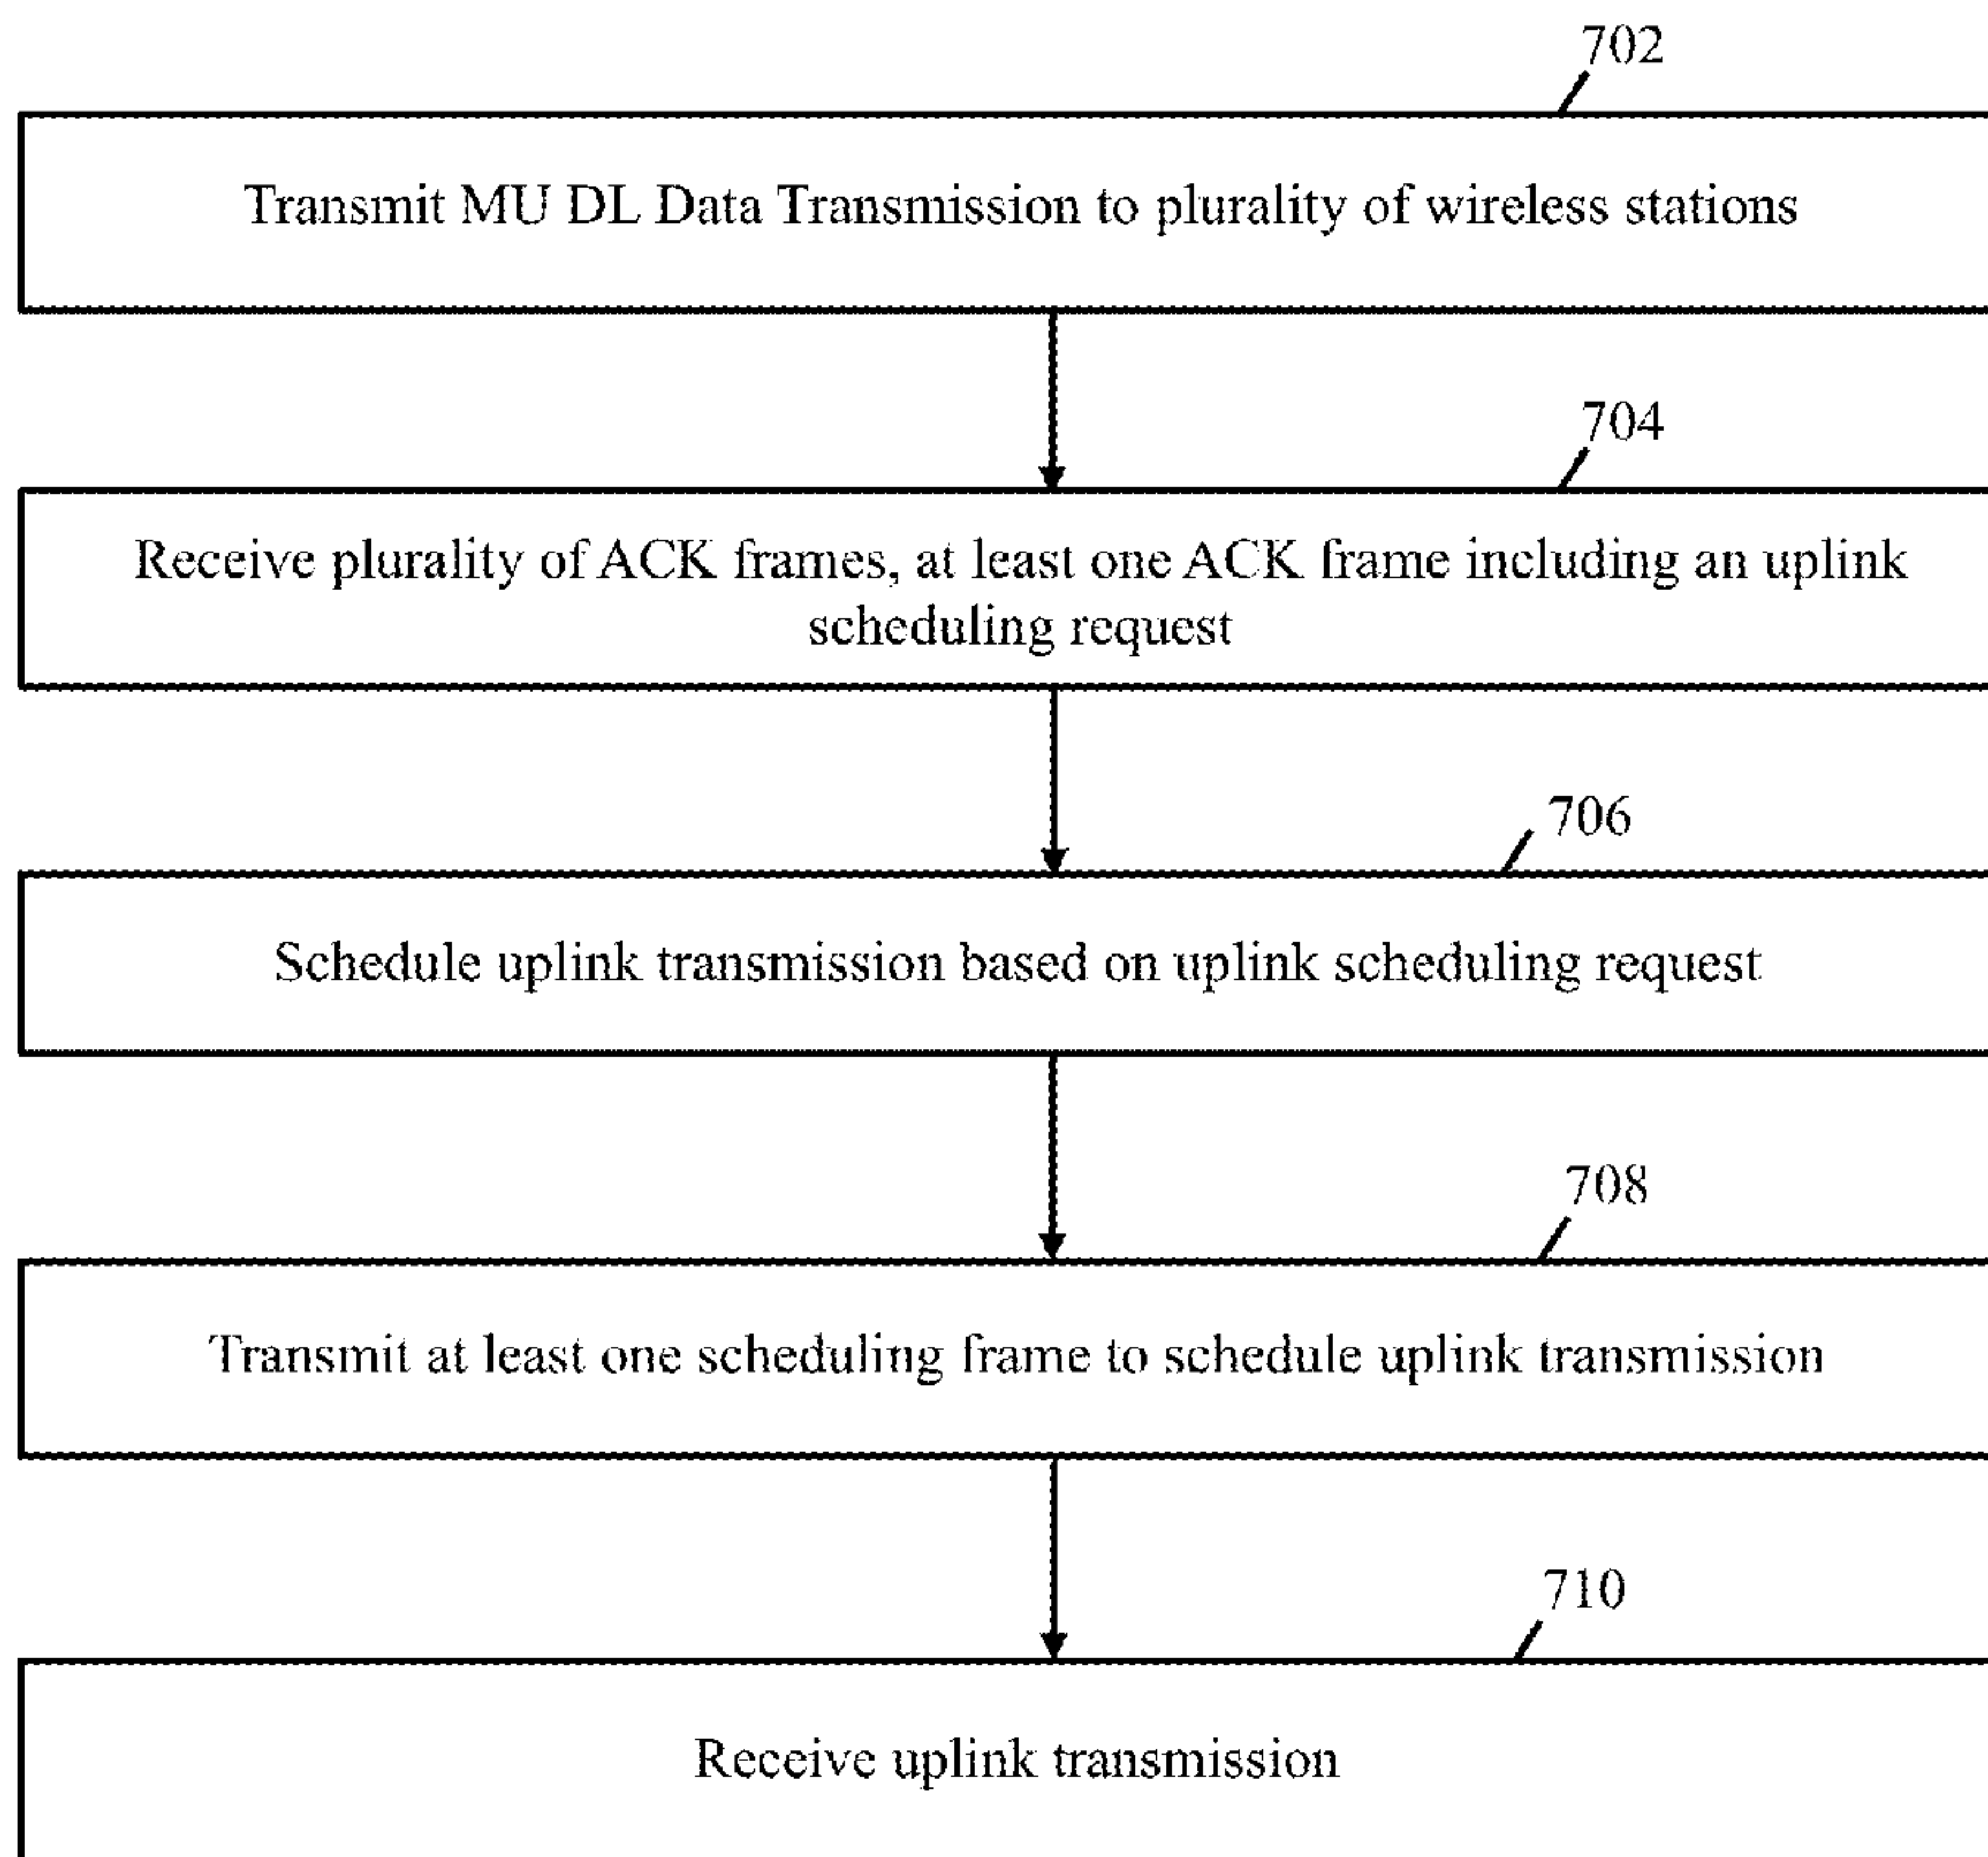 702
Transmit MU DL Data Transmission to plurality of wireless stations
704
Receive plurality of ACK frames, at least one ACK frame including an uplink
scheduling request
706
Schedule uplink transmission based on uplink scheduling request
708
Transmit at least one scheduling frame to schedule uplink transmission
710
Receive uplink transmission